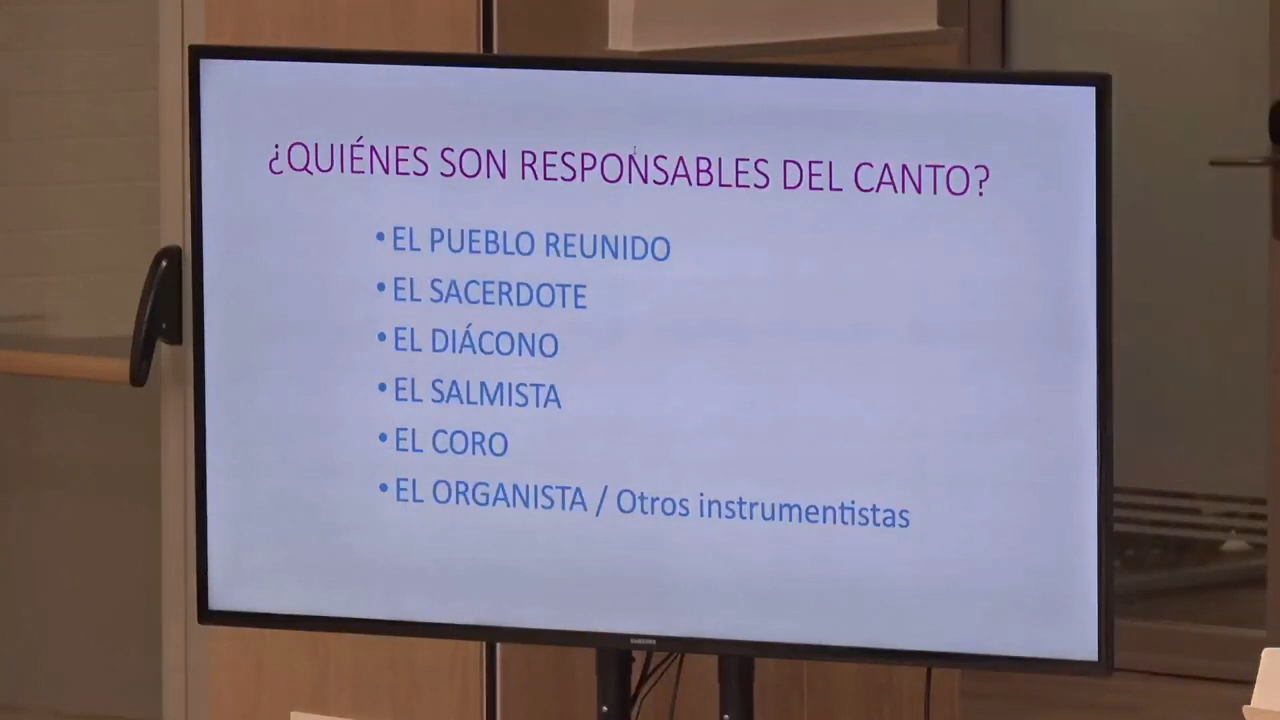 ¿QUIÉNES SON RESPONSABLES DEL CANTO?
• EL PUEBLO REUNIDO
• EL SACERDOTE
• EL DIÁCONO
• EL SALMISTA
• EL CORO
• EL ORGANISTA / Otros instrumentistas
SAMSUNG